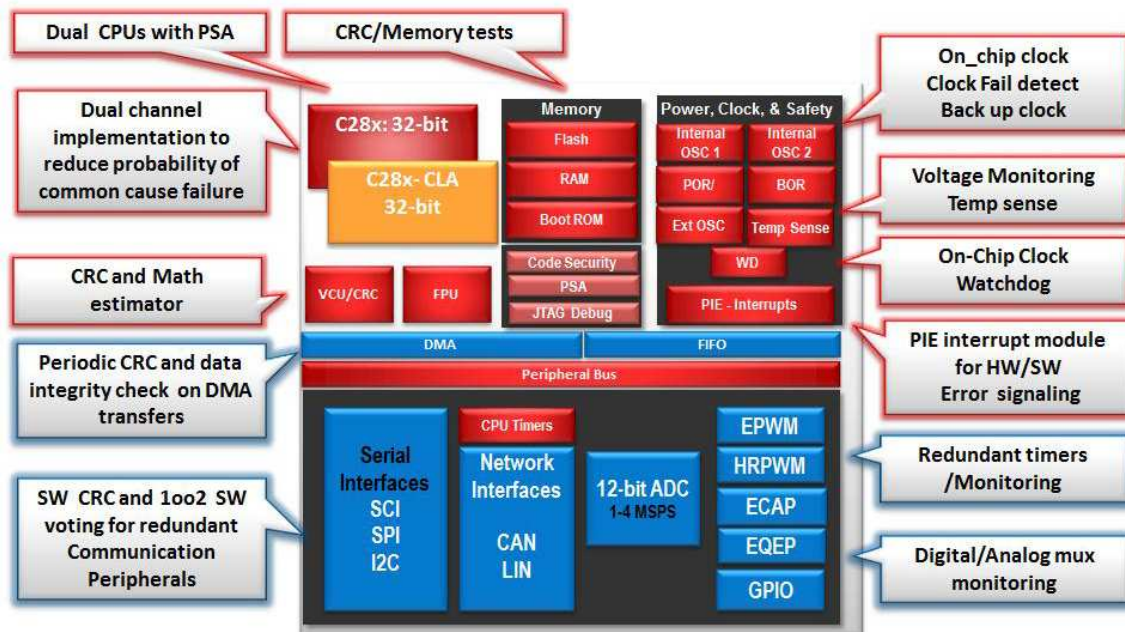 Dual CPUs with PSA
CRC/Memory tests
Dual channel
implementation to
reduce probability of
common cause failure
CRC and Math
estimator
Periodic CRC and data
integrity check on DMA
transfers
SW CRC and 1oo2 SW
voting for redundant
Communication
Peripherals
C28x: 32-bit
C28x- CLA
32-bit
VCU/CRC
FPU
Memory
Flash
RAM
Boot ROM
Code Security
PSA
JTAG Debug
Power, Clock, & Safety
Internal
OSC 1
Internal
OSC 2
POR/
BOR
Ext OSC
Temp Sense
WD
PIE - Interrupts
DMA
FIFO
Peripheral Bus
Serial
Interfaces
SCI
SPI
I2C
CPU Timers
Network
Interfaces
CAN
LIN
12-bit ADC
1-4 MSPS
EPWM
HRPWM
ECAP
EQEP
GPIO
On_chip clock
Clock Fail detect
Back up clock
Voltage Monitoring
Temp sense
On-Chip Clock
Watchdog
PIE interrupt module
for HW/SW
Error signaling
Redundant timers
/Monitoring
Digital/Analog mux
monitoring